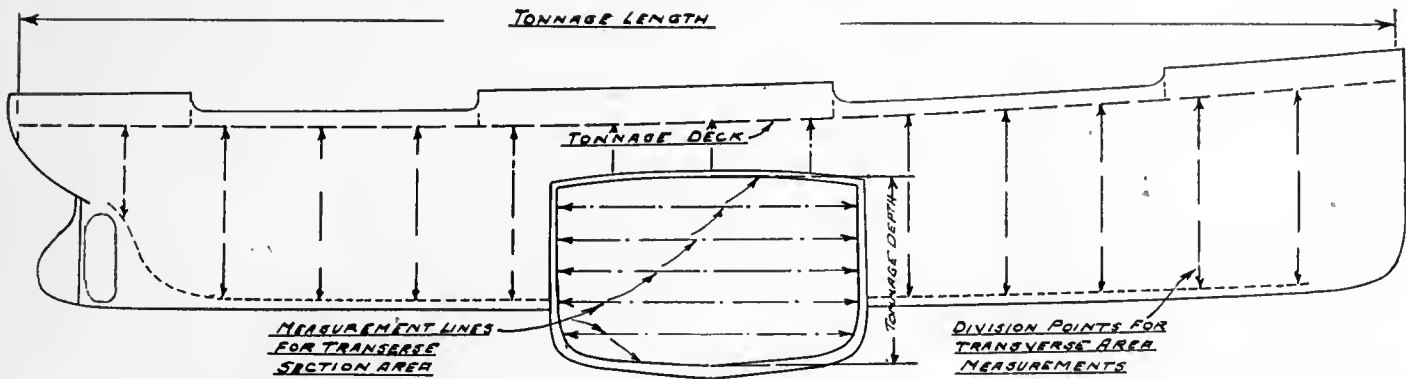 TONNAGE LENGTH
TONNAGE DECK
TONNAGE DEPTH
MEASUREMENT LINES
FOR TRANSERSE
SECTION AREA
DIVISION POINTS FOR
TRANSVERSE AREA
MEASUREMENTS